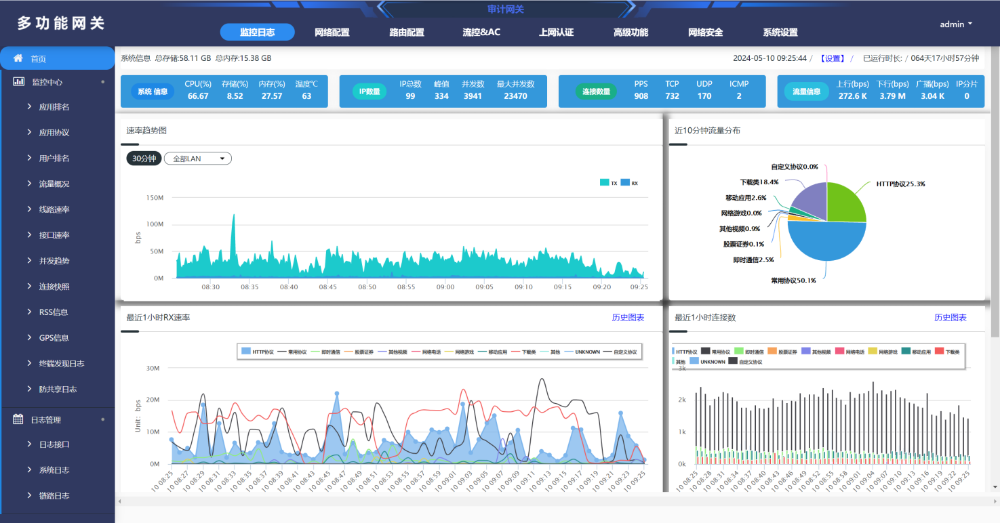 审计网关
多功能网关
监控日志 网络配置 路由配置 流控&AC 上网认证 高级功能 网络安全 系统设置
admin
首页
监控中心
应用排名
应用协议
用户排名
流量概况
线路速率
接口速率
并发趋势
连接快照
RSS信息
GPS信息
终端发现日志
防共享日志
日志管理
日志接口
系统日志
链路日志
系统信息 总存储:58.11 GB 总内存:15.38 GB
2024-05-10 09:25:44 / 【设置】 / 已运行时长: / 064天17小时57分钟
系统 信息
CPU(%) 存储(%) 内存(%) 温度℃
66.67 8.52 27.57 63
IP数量
IP总数 峰值 并发数 最大并发数
99 334 3941 23470
连接数量
PPS TCP UDP ICMP
908 732 170 2
流量信息
上行(bps) 下行(bps) 广播(bps) IP分片
272.6 K 3.79 M 3.04 K 0
速率趋势图
30分钟 全部LAN
TX RX
150M
100M
50M
0M
bps
08:30 08:35 08:40 08:45 08:50 08:55 09:00 09:05 09:10 09:15 09:20 09:25
近10分钟流量分布
自定义协议0.0%
下载类18.4%
移动应用2.6%
网络游戏0.0%
其他视频0.9%
股票证券0.1%
即时通信2.5%
常用协议50.1%
HTTP协议25.3%
最近1小时RX速率 历史图表
HTTP协议 常用协议 即时通信 股票证券 其他视频 网络电话 网络游戏 移动应用 下载类 其他 UNKNOWN 自定义协议
30M
20M
10M
0M
Unit: bps
10 08:25 10 08:27 10 08:29 10 08:31 10 08:33 10 08:35 10 08:37 10 08:39 10 08:41 10 08:43 10 08:45 10 08:47 10 08:49 10 08:51 10 08:53 10 08:55 10 08:57 10 08:59 10 09:01 10 09:03 10 09:05 10 09:07 10 09:09 10 09:11 10 09:13 10 09:15 10 09:17 10 09:19 10 09:21 10 09:23 10 09:25
最近1小时连接数 历史图表
HTTP协议 常用协议 即时通信 股票证券 其他视频 网络电话 网络游戏 移动应用 下载类
其他 UNKNOWN 自定义协议
3k
2k
1k
0k
10 08:25 10 08:28 10 08:31 10 08:34 10 08:37 10 08:40 10 08:43 10 08:46 10 08:49 10 08:52 10 08:55 10 08:58 10 09:01 10 09:04 10 09:07 10 09:10 10 09:13 10 09:16 10 09:19 10 09:22 10 09:25